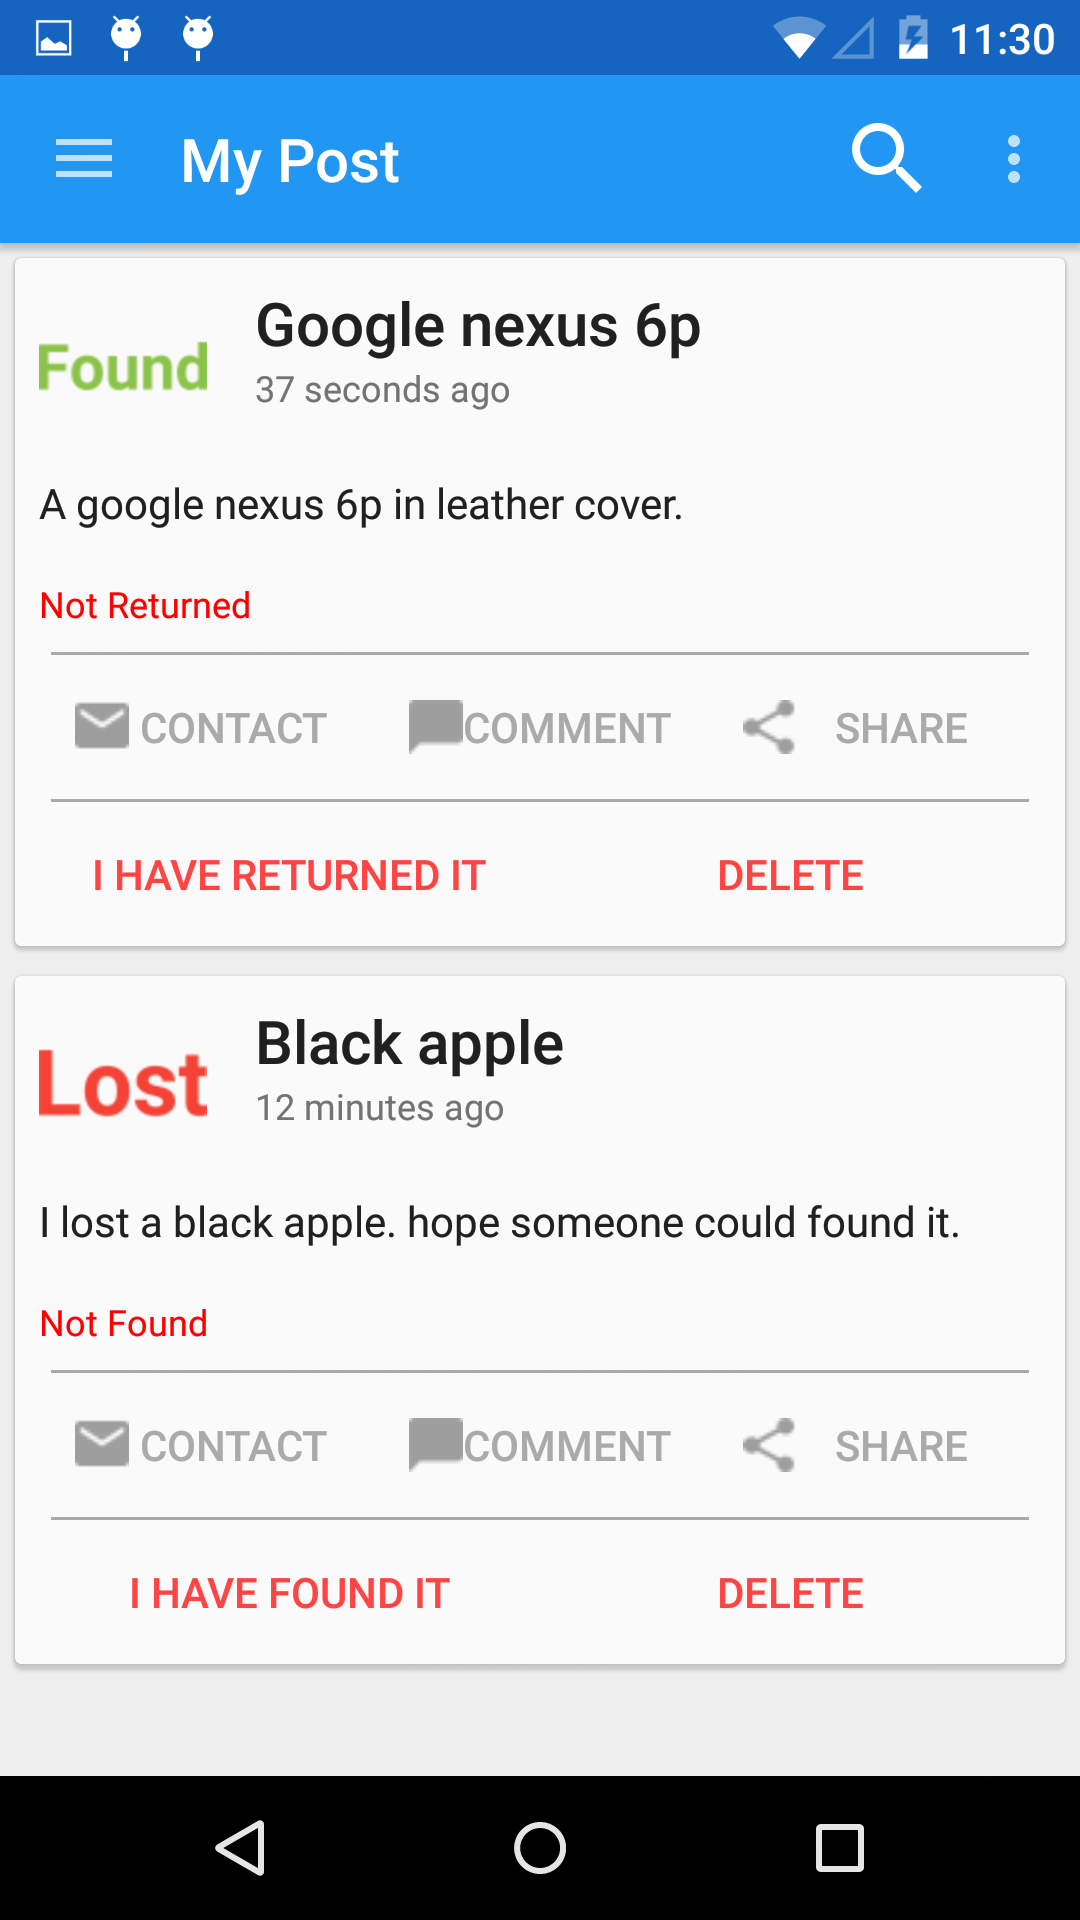 11:30
My Post
Found
Google nexus 6p
37 seconds ago
A google nexus 6p in leather cover.
Not Returned
CONTACT COMMENT SHARE
I HAVE RETURNED IT DELETE
Lost
Black apple
12 minutes ago
I lost a black apple. hope someone could found it.
Not Found
CONTACT COMMENT SHARE
I HAVE FOUND IT DELETE